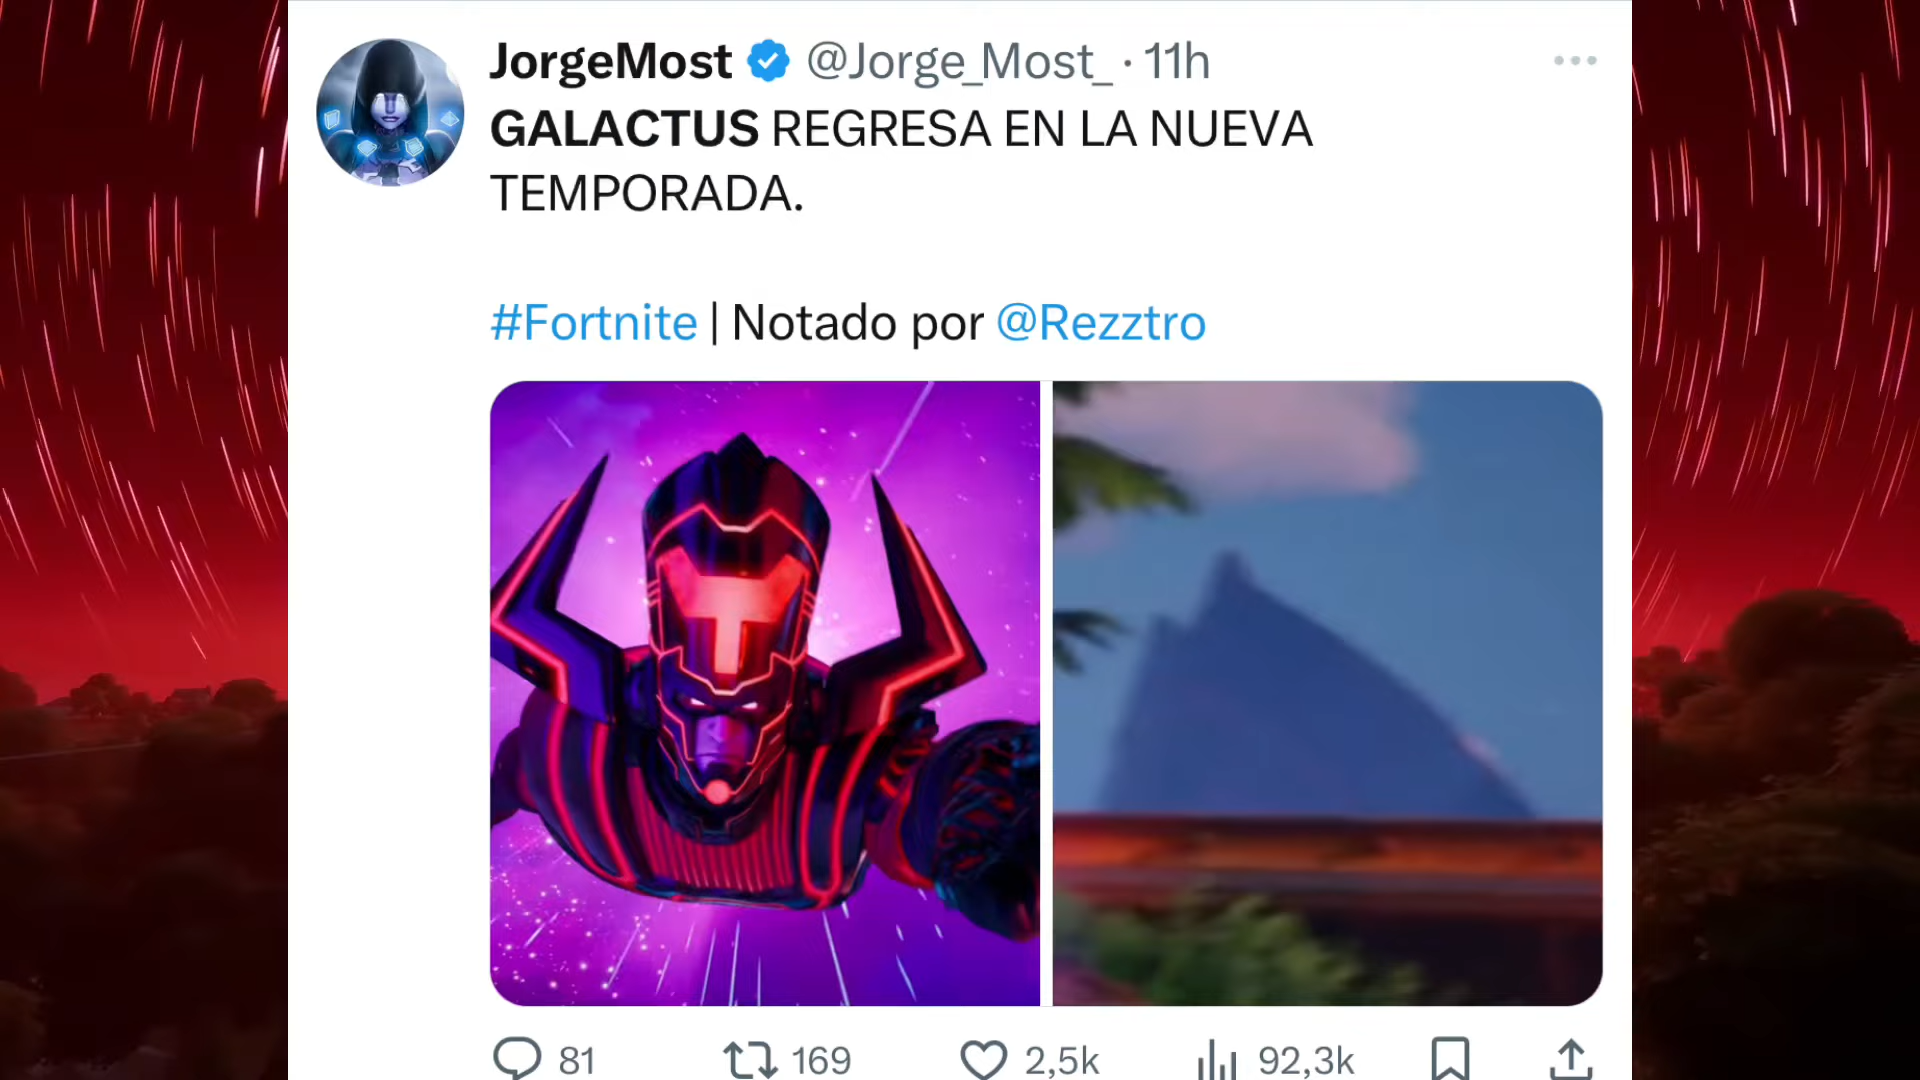 JorgeMost @Jorge_Most_ · 11h
GALACTUS REGRESA EN LA NUEVA
TEMPORADA.
#Fortnite | Notado por @Rezztro
81 169 2,5k 92,3k